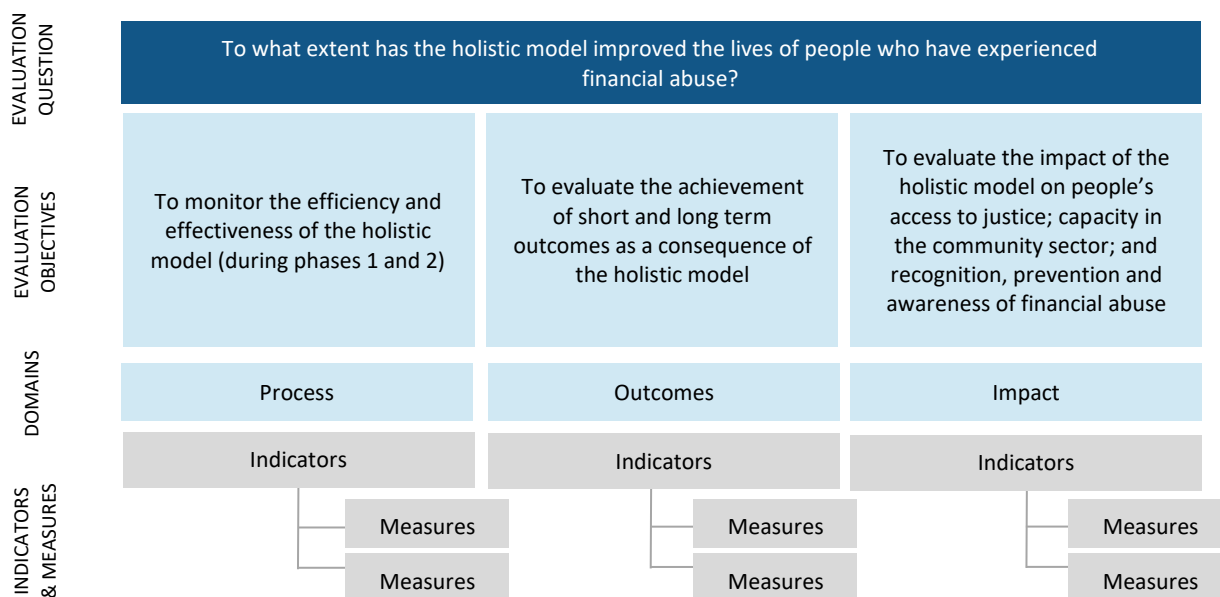 EVALUATION
QUESTION
To what extent has the holistic model improved the lives of people who have experienced
financial abuse?
EVALUATION
OBJECTIVES
To monitor the efficiency and
effectiveness of the holistic
model (during phases 1 and 2)
To evaluate the achievement
of short and long term
outcomes as a consequence of
the holistic model
To evaluate the impact of the
holistic model on people’s
access to justice; capacity in
the community sector; and
recognition, prevention and
awareness of financial abuse
DOMAINS
Process
Outcomes
Impact
INDICATORS
& MEASURES
Indicators
Indicators
Indicators
Measures
Measures
Measures
Measures
Measures
Measures